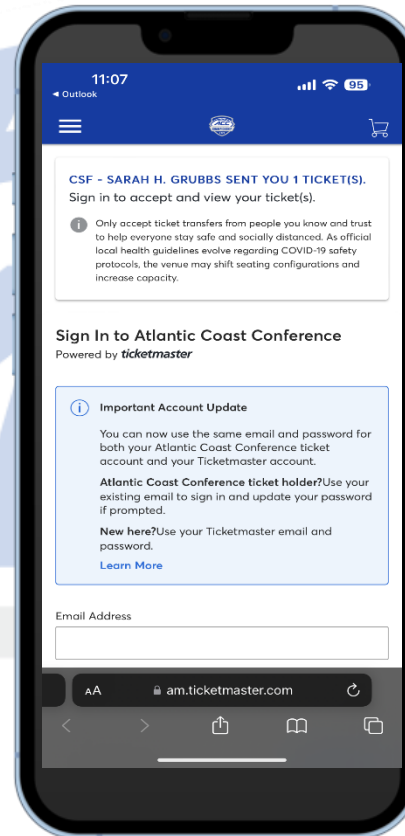 11:07
◄ Outlook
95
ACC
CSF - SARAH H. GRUBBS SENT YOU 1 TICKET(S).
Sign in to accept and view your ticket(s).
Only accept ticket transfers from people you know and trust
to help everyone stay safe and socially distanced. As official
local health guidelines evolve regarding COVID-19 safety
protocols, the venue may shift seating configurations and
increase capacity.
Sign In to Atlantic Coast Conference
Powered by ticketmaster
Important Account Update
You can now use the same email and password for
both your Atlantic Coast Conference ticket
account and your Ticketmaster account.
Atlantic Coast Conference ticket holder?Use your
existing email to sign in and update your password
if prompted.
New here?Use your Ticketmaster email and
password.
Learn More
Email Address
AA am.ticketmaster.com